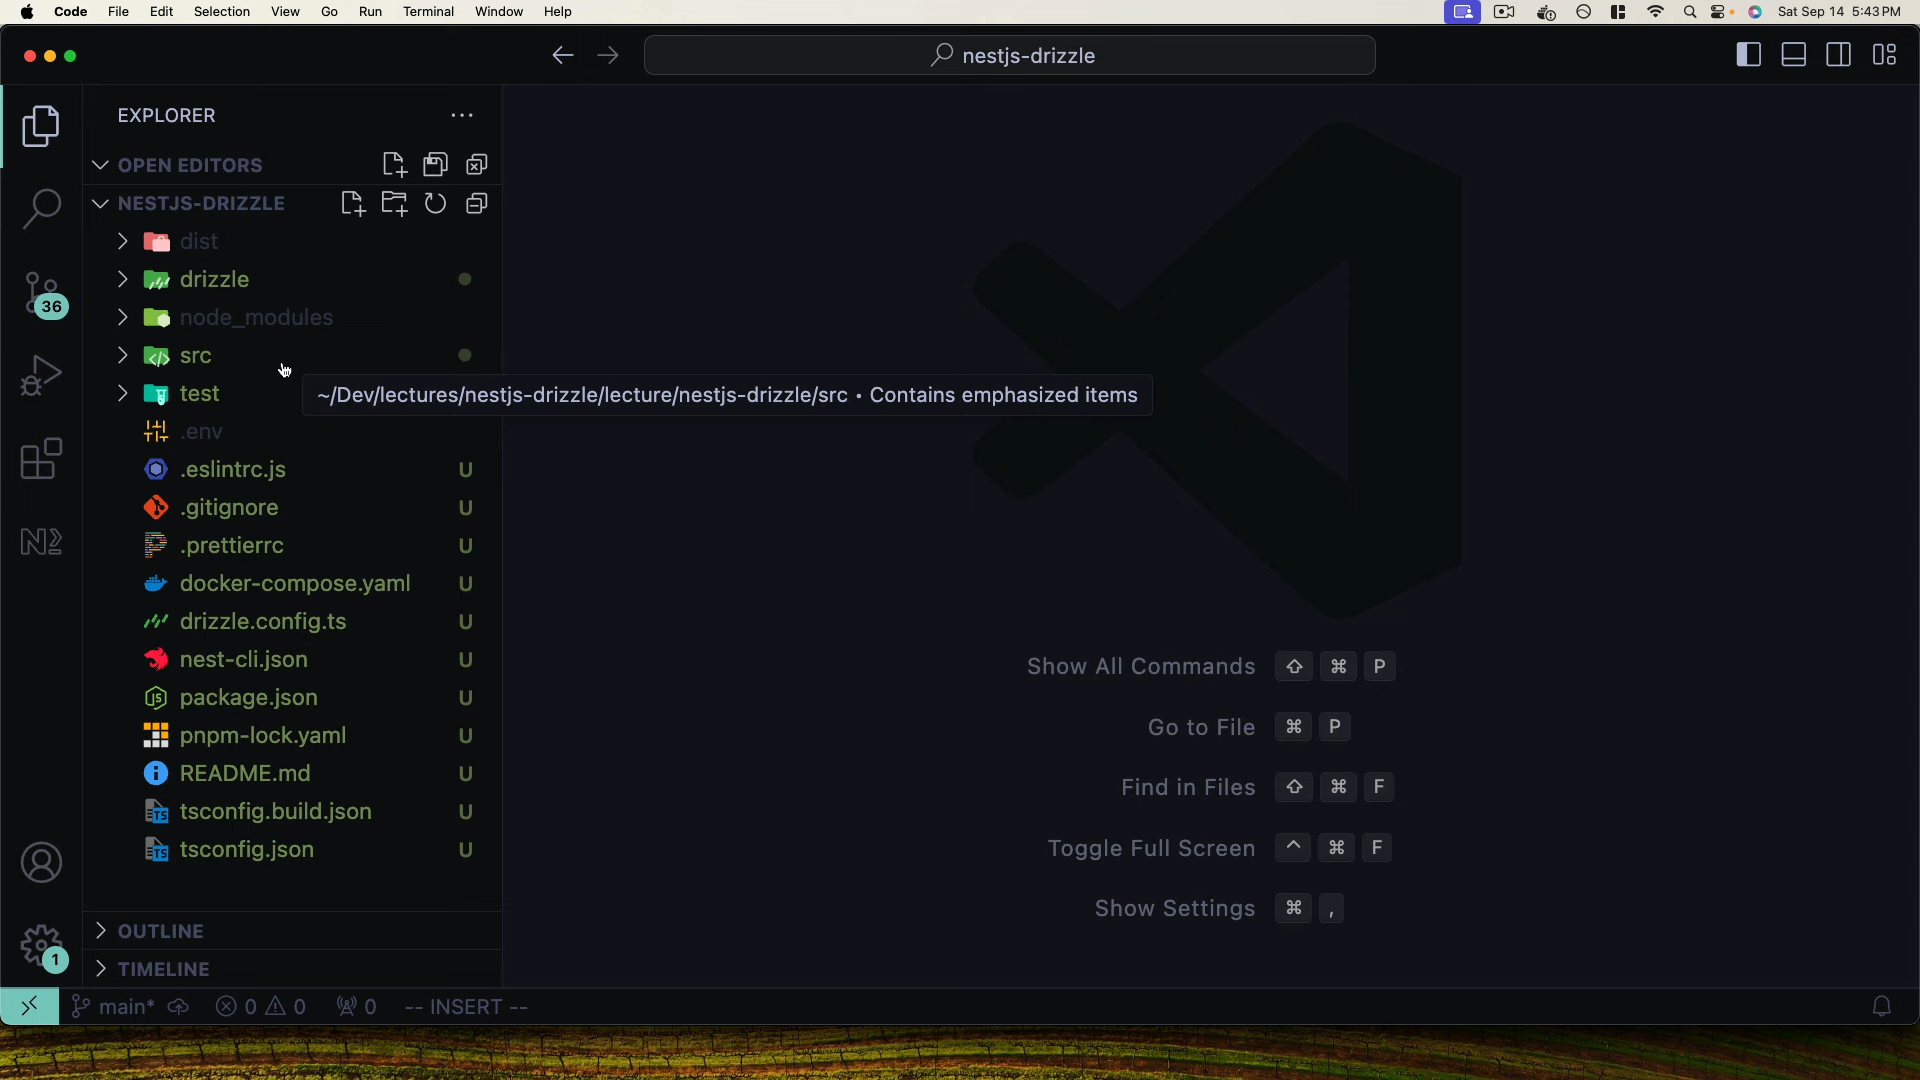 Code File Edit Selection View Go Run Terminal Window Help Sat Sep 14 5:43 PM
nestjs-drizzle
EXPLORER
OPEN EDITORS
NESTJS-DRIZZLE
dist
drizzle
node_modules
36
src
test
~/Dev/lectures/nestjs-drizzle/lecture/nestjs-drizzle/src • Contains emphasized items
.env
.eslintrc.js U
.gitignore U
.prettierrc U
docker-compose.yaml U
drizzle.config.ts U
nest-cli.json U
package.json U
pnpm-lock.yaml U
README.md U
tsconfig.build.json U
tsconfig.json U
Show All Commands ⇧ ⌘ P
Go to File ⌘ P
Find in Files ⇧ ⌘ F
Toggle Full Screen ^ ⌘ F
Show Settings ⌘ ,
OUTLINE
1
TIMELINE
main* 0 0 0 -- INSERT --